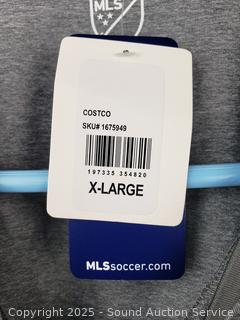 MLS
COSTCO
SKU# 1675949
197335 354820
X-LARGE
MLSsoccer.com
Copyright 2025 - Sound Auction Service